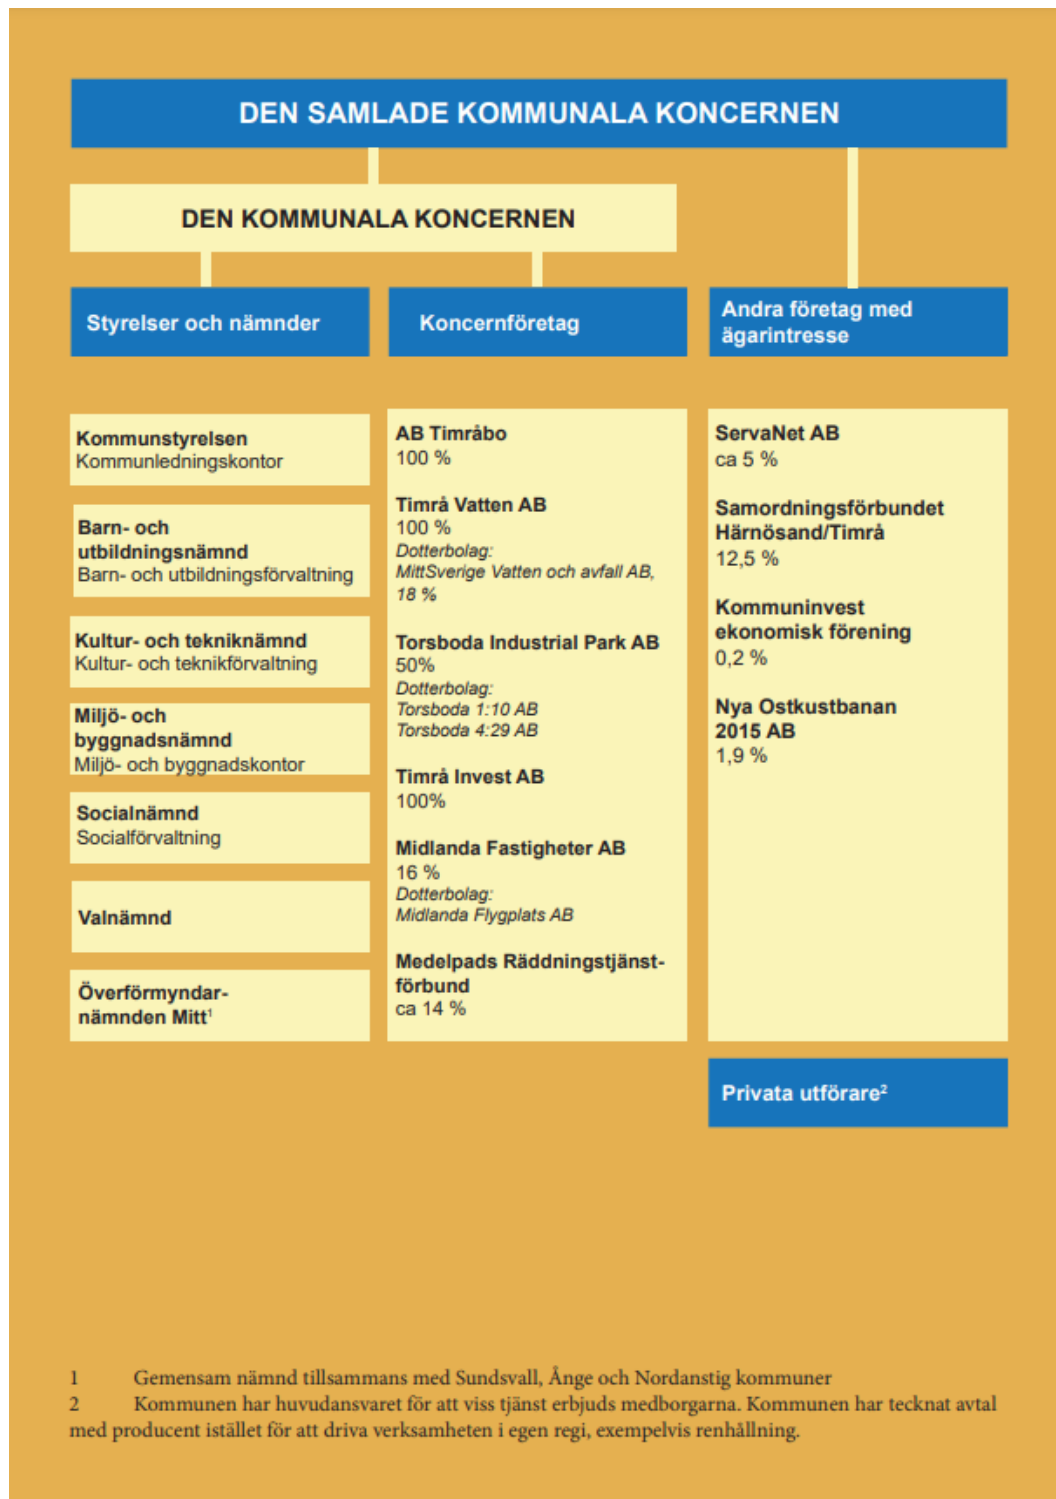 DEN SAMLADE KOMMUNALA KONCERNEN
DEN KOMMUNALA KONCERNEN
Styrelser och nämnder
Koncernföretag
Andra företag med
ägarintresse
Kommunstyrelsen
Kommunledningskontor
Barn- och
utbildningsnämnd
Barn- och utbildningsförvaltning
Kultur- och tekniknämnd
Kultur- och teknikförvaltning
Miljö- och
byggnadsnämnd
Miljö- och byggnadskontor
Socialnämnd
Socialförvaltning
Valnämnd
Överförmyndar-
nämnden Mitt¹
AB Timråbo
100 %
Timrå Vatten AB
100 %
Dotterbolag:
MittSverige Vatten och avfall AB,
18 %
Torsboda Industrial Park AB
50%
Dotterbolag:
Torsboda 1:10 AB
Torsboda 4:29 AB
Timrå Invest AB
100%
Midlanda Fastigheter AB
16 %
Dotterbolag:
Midlanda Flygplats AB
Medelpads Räddningstjänst-
förbund
ca 14 %
ServaNet AB
ca 5 %
Samordningsförbundet
Härnösand/Timrå
12,5 %
Kommuninvest
ekonomisk förening
0,2 %
Nya Ostkustbanan
2015 AB
1,9 %
Privata utförare²
1 Gemensam nämnd tillsammans med Sundsvall, Ånge och Nordanstig kommuner
2 Kommunen har huvudansvaret för att viss tjänst erbjuds medborgarna. Kommunen har tecknat avtal
med producent istället för att driva verksamheten i egen regi, exempelvis renhållning.